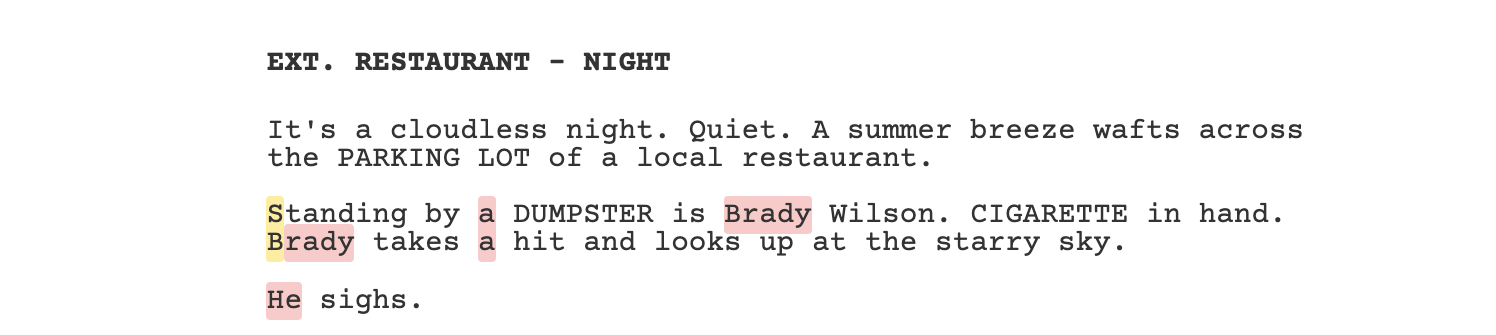 EXT. RESTAURANT - NIGHT
It's a cloudless night. Quiet. A summer breeze wafts across
the PARKING LOT of a local restaurant.
Standing by a DUMPSTER is Brady Wilson. CIGARETTE in hand.
Brady takes a hit and looks up at the starry sky.
He sighs.